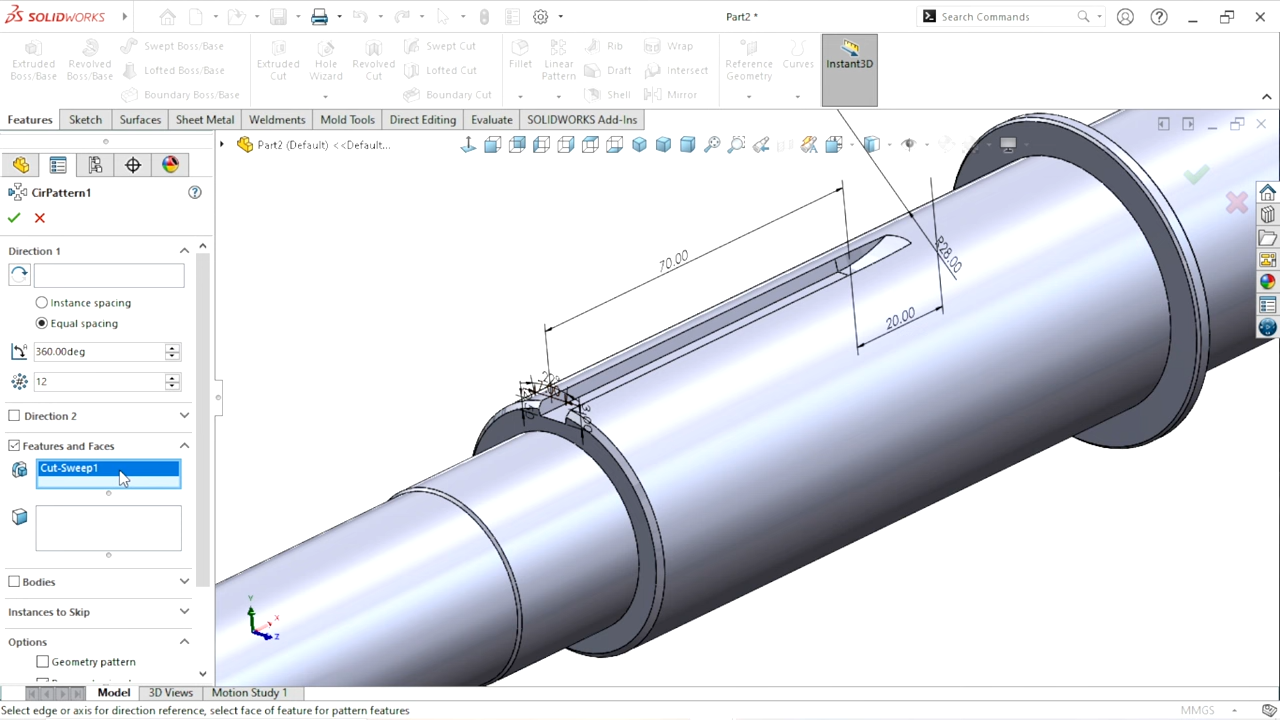 SOLIDWORKS
Part2 *
Search Commands
Extruded Boss/Base
Revolved Boss/Base
Swept Boss/Base
Lofted Boss/Base
Boundary Boss/Base
Extruded Cut
Hole Wizard
Revolved Cut
Swept Cut
Lofted Cut
Boundary Cut
Fillet
Linear Pattern
Rib
Draft
Shell
Wrap
Intersect
Mirror
Reference Geometry
Curves
Instant3D
Features
Sketch
Surfaces
Sheet Metal
Weldments
Mold Tools
Direct Editing
Evaluate
SOLIDWORKS Add-Ins
Part2 (Default) <<Default...
CirPattern1
Direction 1
Instance spacing
Equal spacing
360.00deg
12
Direction 2
Features and Faces
Cut-Sweep1
Bodies
Instances to Skip
Options
Geometry pattern
70.00
R28.00
20.00
Y
X
Z
Model
3D Views
Motion Study 1
Select edge or axis for direction reference, select face of feature for pattern features
MMGS